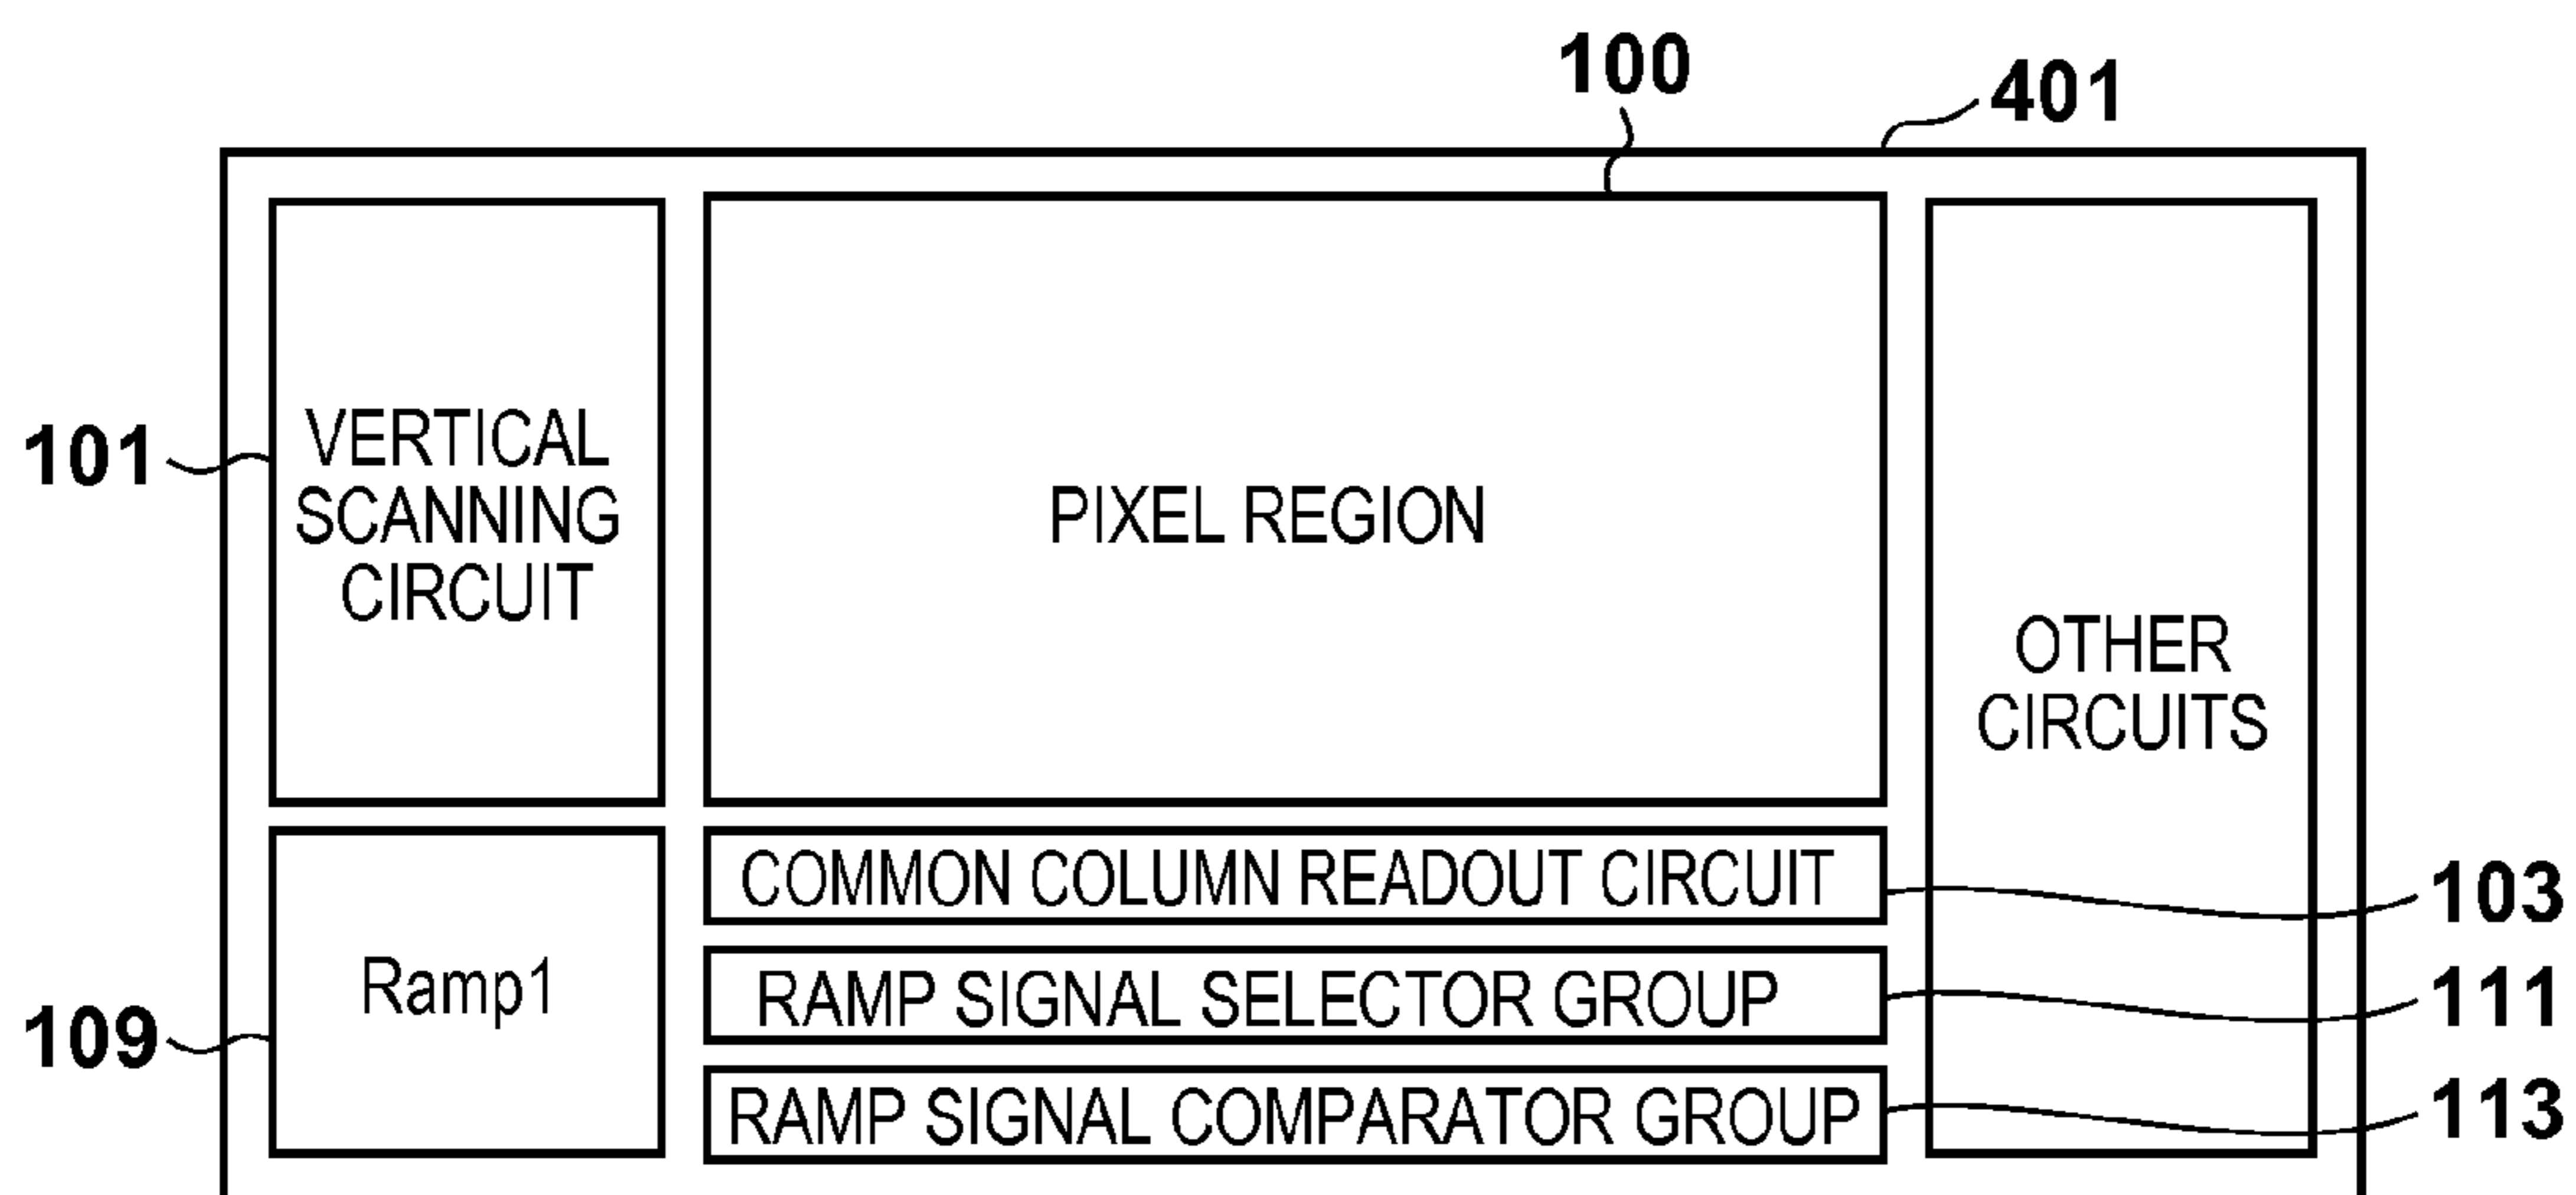 100
401
101
VERTICAL
SCANNING
CIRCUIT
PIXEL REGION
OTHER
CIRCUITS
COMMON COLUMN READOUT CIRCUIT
103
Ramp1
RAMP SIGNAL SELECTOR GROUP
111
109
RAMP SIGNAL COMPARATOR GROUP
113